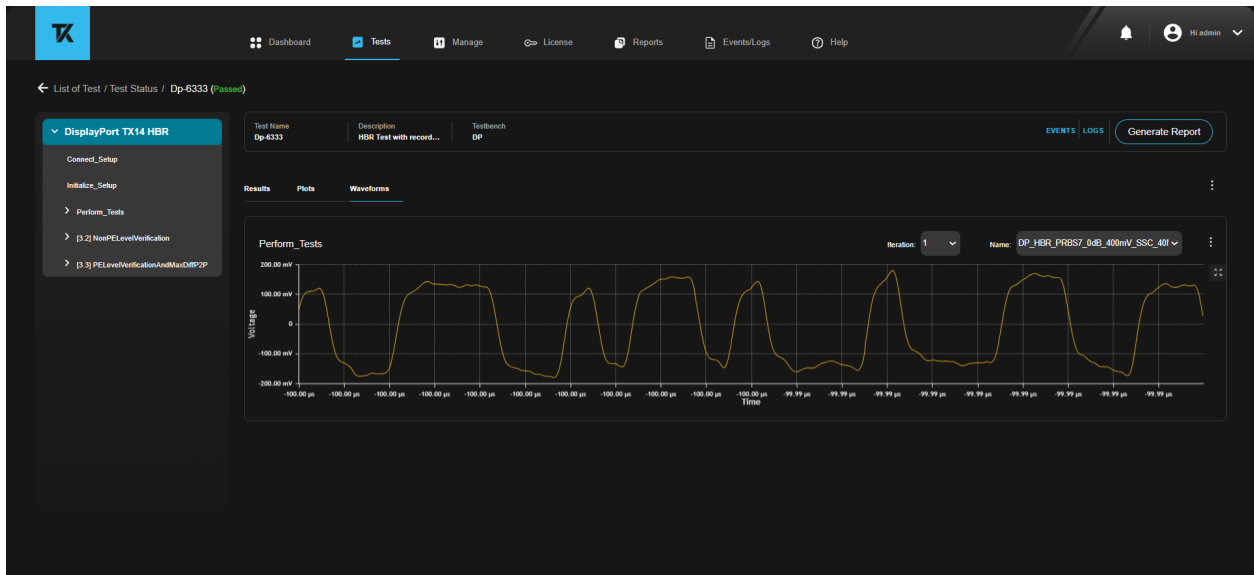 TK
Dashboard Tests Manage License Reports Events/Logs Help Hi admin
List of Test / Test Status / Dp-6333 (Passed)
DisplayPort TX14 HBR
Connect_Setup
Initialize_Setup
Perform_Tests
[3.2] NonPELevelVerification
[3.3] PELevelVerificationAndMaxDiffP2P
Test Name Description Testbench
Dp-6333 HBR Test with record... DP
EVENTS LOGS Generate Report
Results Plots Waveforms
Perform_Tests Iteration: 1 Name: DP_HBR_PRBS7_0dB_400mV_SSC_40f
200.00 mV
100.00 mV
0
-100.00 mV
-200.00 mV
Voltage
-100.00 µs -100.00 µs -100.00 µs -100.00 µs -100.00 µs -100.00 µs -100.00 µs -100.00 µs -100.00 µs -100.00 µs -100.00 µs -99.99 µs -99.99 µs -99.99 µs -99.99 µs -99.99 µs -99.99 µs -99.99 µs -99.99 µs -99.99 µs
Time